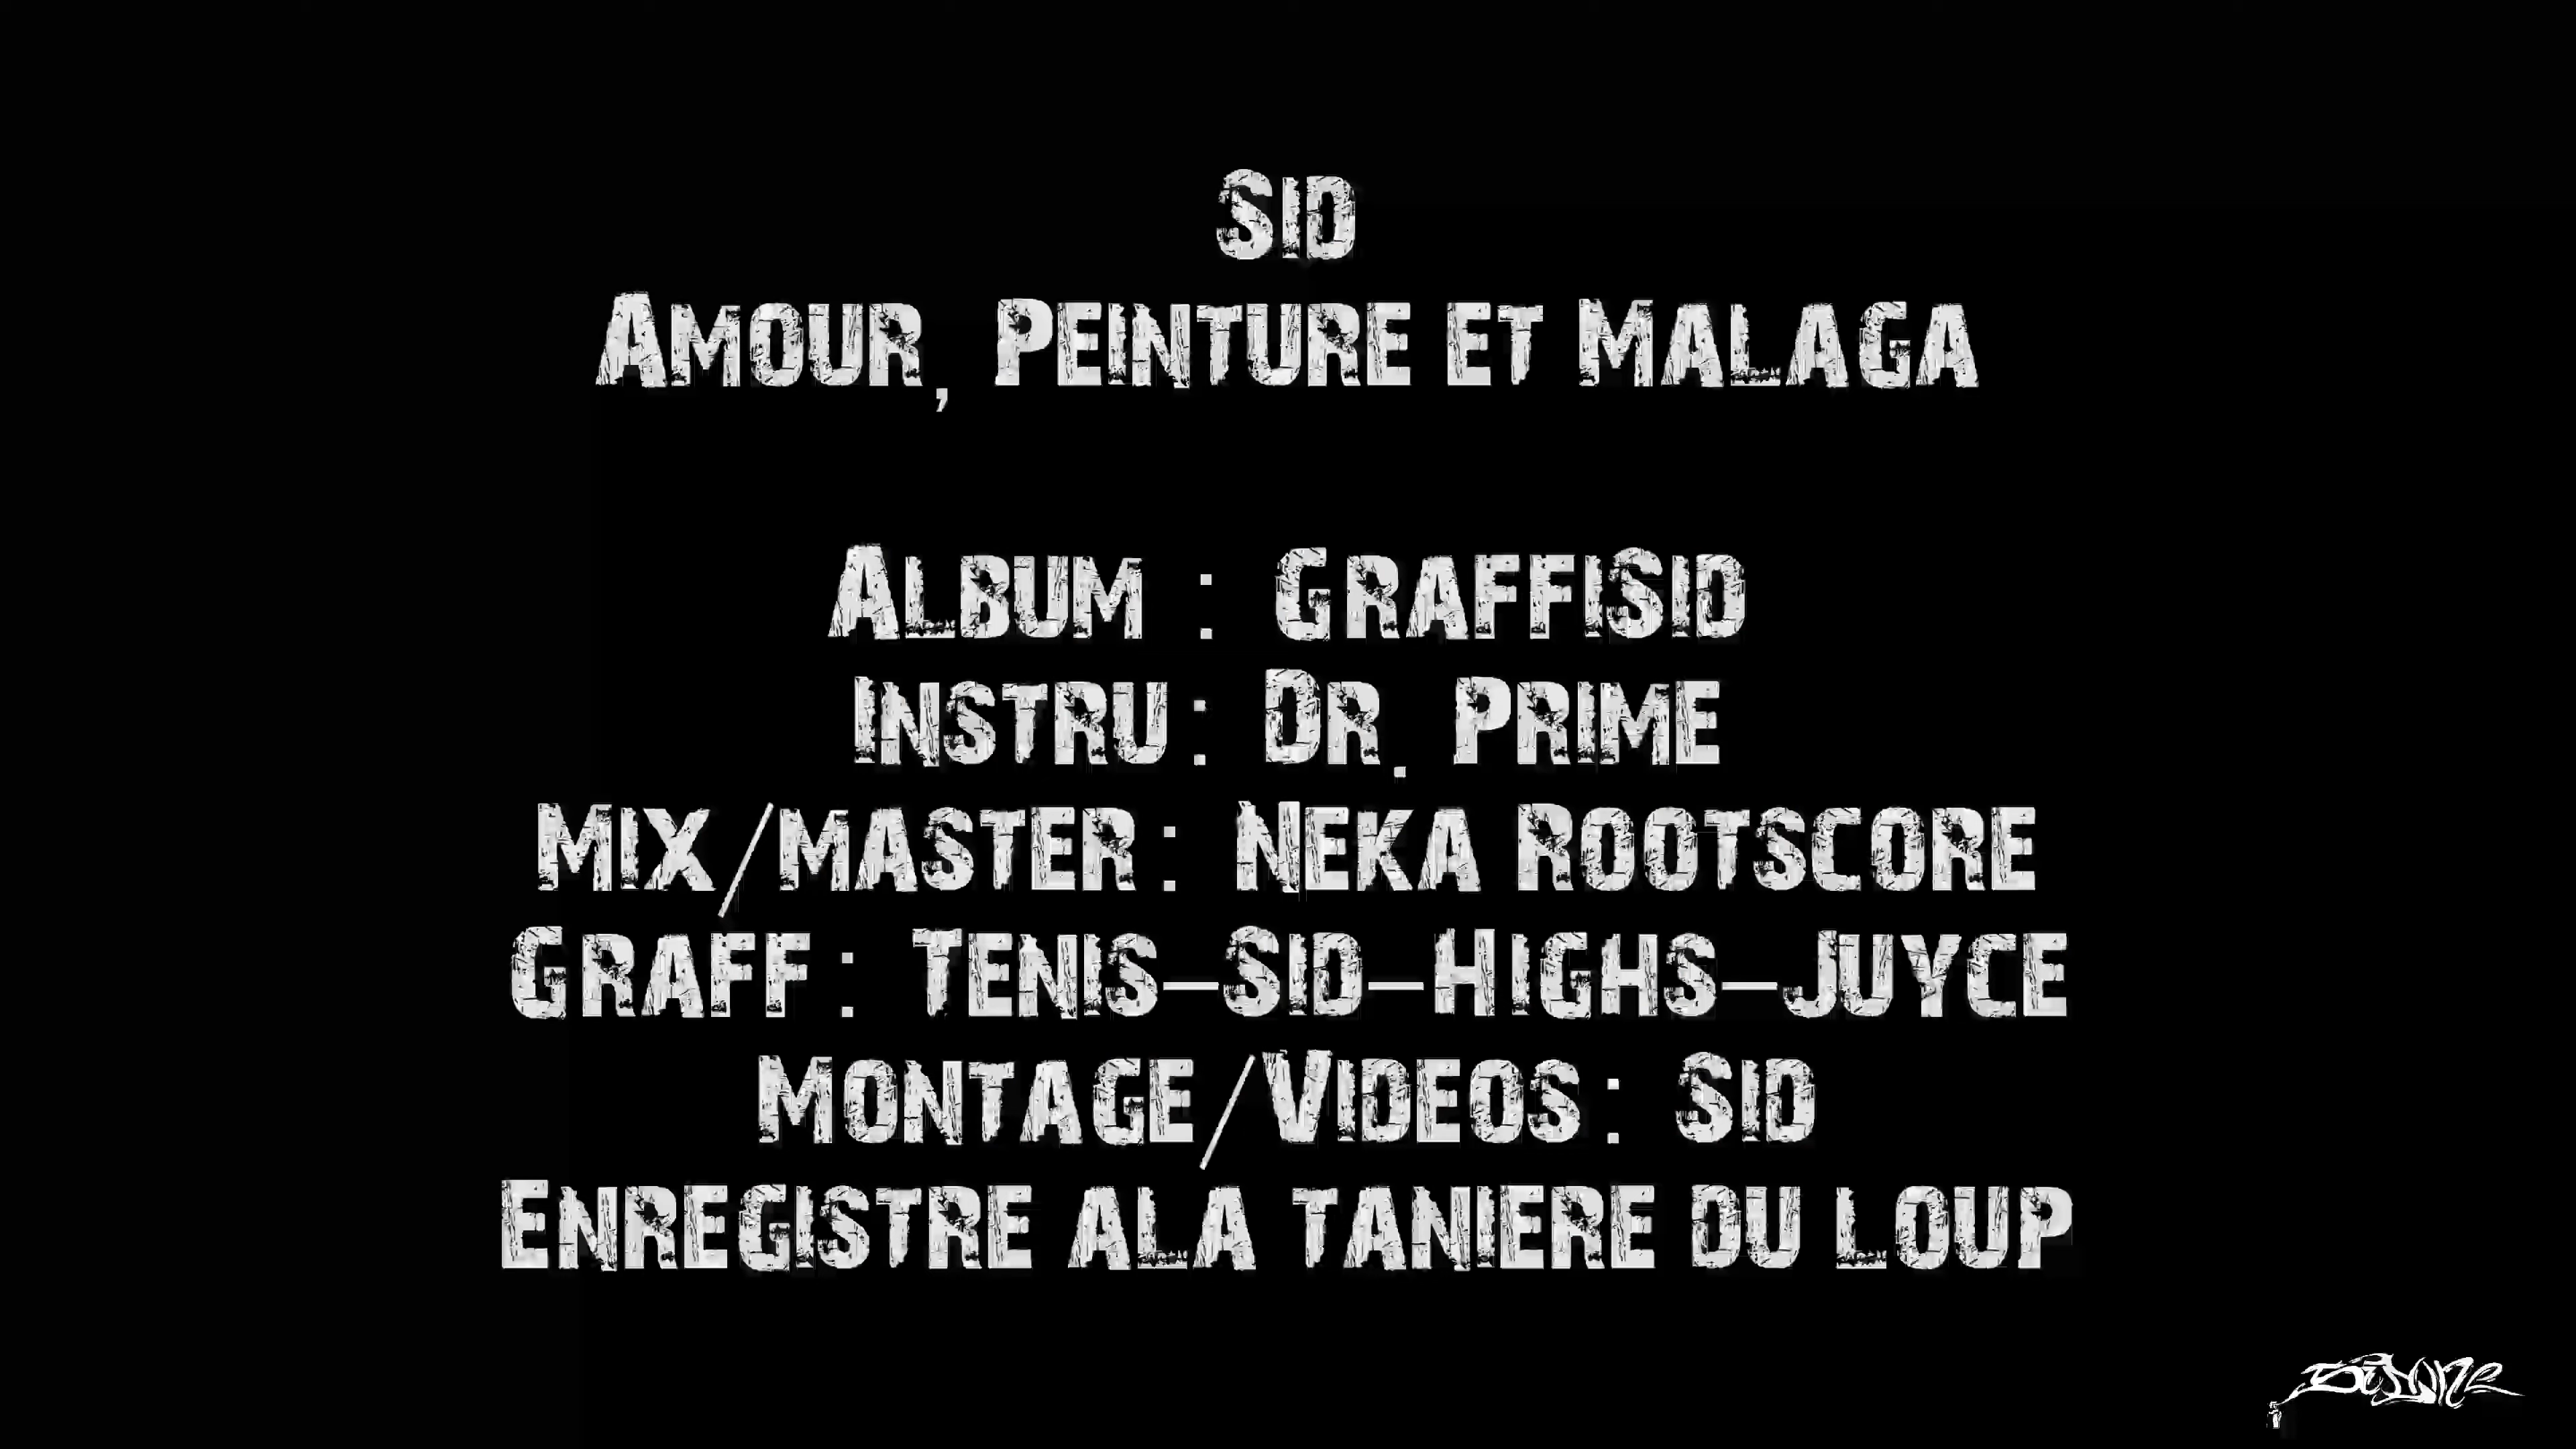 Sid
Amour, Peinture et Malaga
Album : GraffiSid
Instru : Dr. Prime
Mix/master : Neka Rootscore
Graff : Tenis-Sid-Highs-Juyce
Montage/Videos : Sid
Enregistre ala taniere du loup